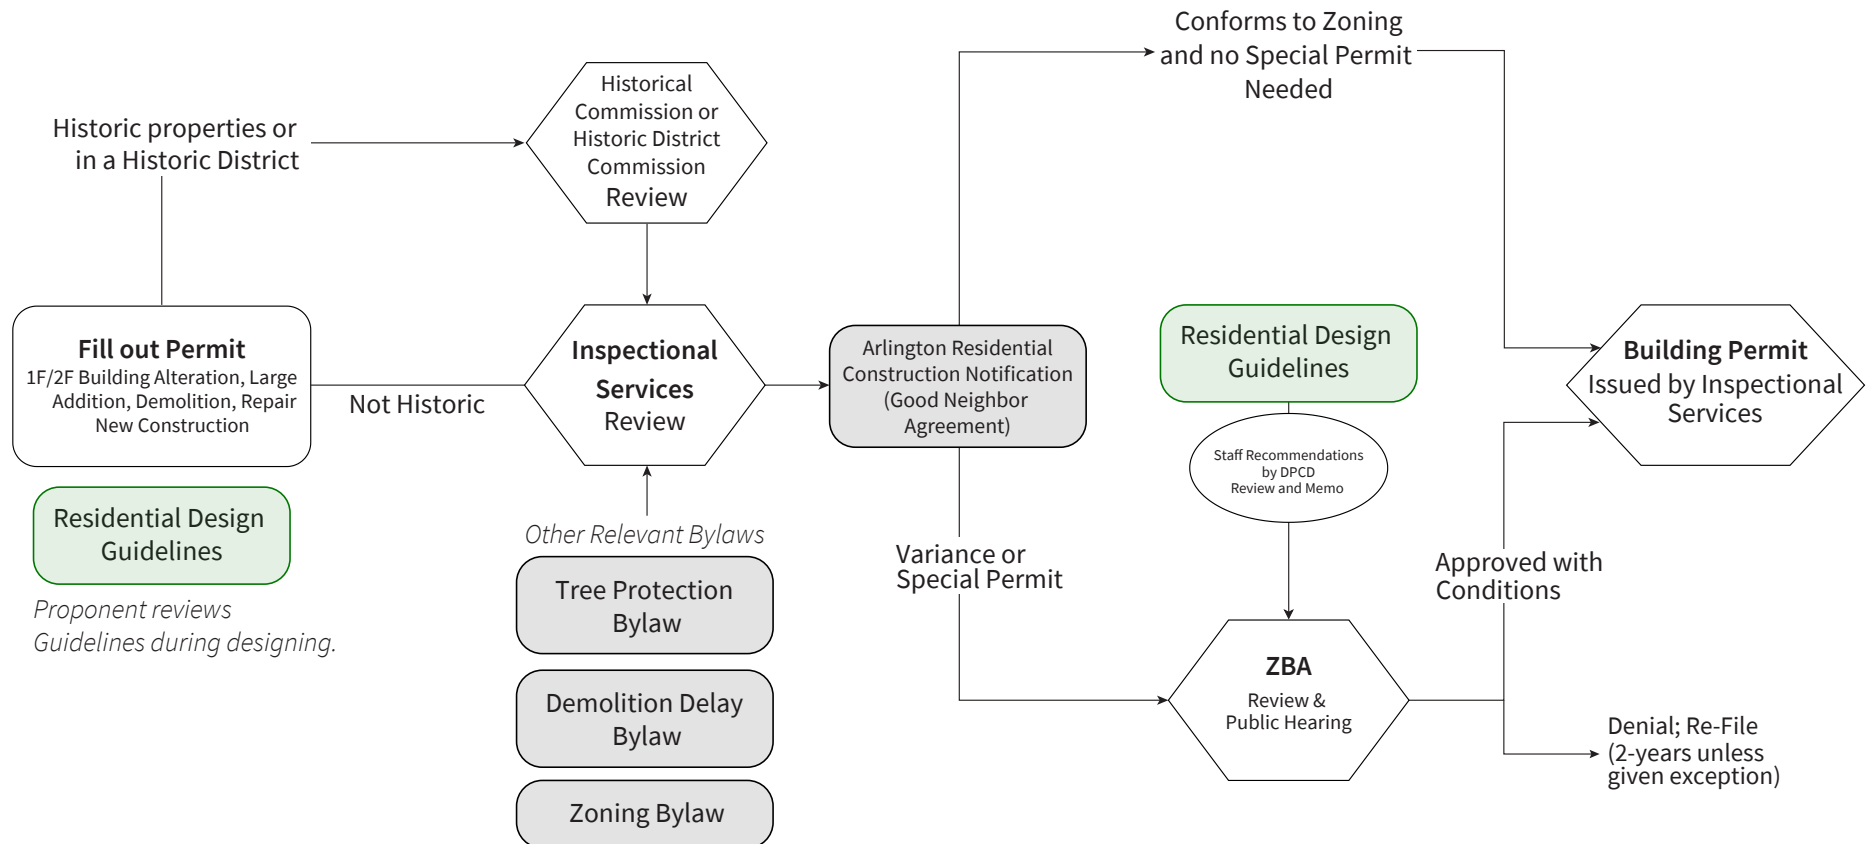 Conforms to Zoning
and no Special Permit
Needed
Historical
Commission or
Historic District
Commission
Review
Historic properties or
in a Historic District
Fill out Permit
1F/2F Building Alteration, Large
Addition, Demolition, Repair
New Construction
Not Historic
Inspectional
Services
Review
Arlington Residential
Construction Notification
(Good Neighbor
Agreement)
Residential Design
Guidelines
Staff Recommendations
by DPCD
Review and Memo
Building Permit
Issued by Inspectional
Services
Residential Design
Guidelines
Proponent reviews
Guidelines during designing.
Other Relevant Bylaws
Tree Protection
Bylaw
Demolition Delay
Bylaw
Zoning Bylaw
Variance or
Special Permit
Approved with
Conditions
ZBA
Review &
Public Hearing
Denial; Re-File
(2-years unless
given exception)